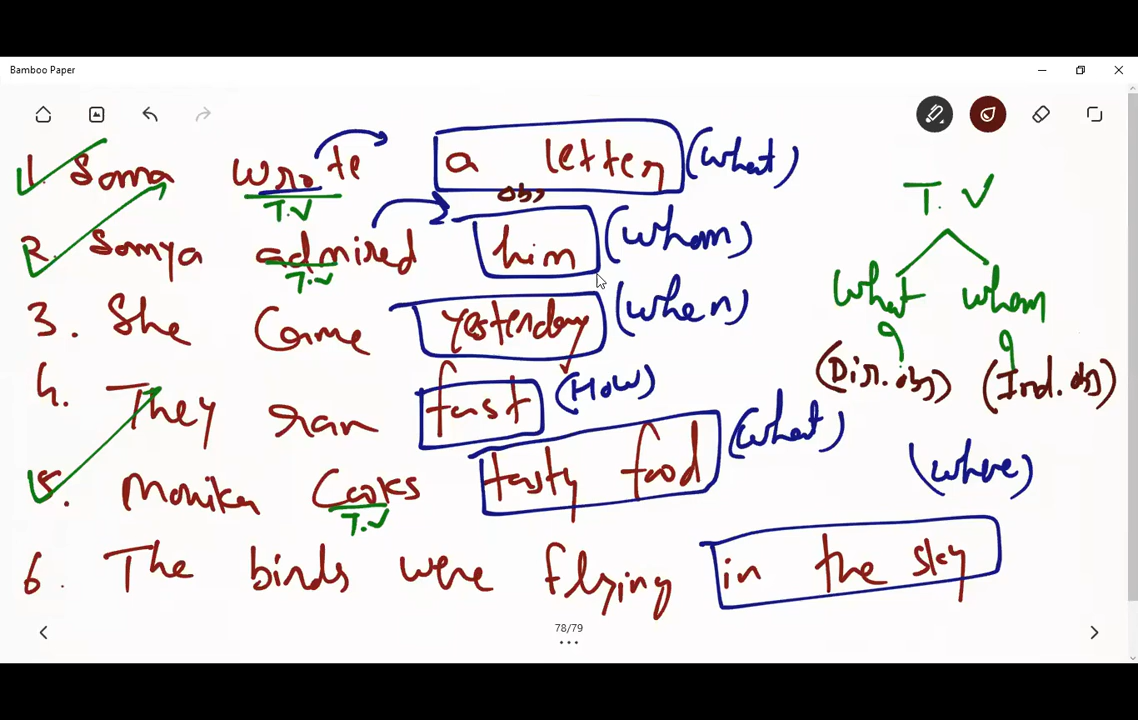 Bamboo Paper
1. Soma wrote a letter (what)
T.V obj
2. Somya admired him (whom)
T.V
T.V
what whom
3. She Came yesterday (when)
(Dir. obj) (Ind. obj)
4. They ran fast (How)
5. Monika Cooks tasty food (what)
T.V
(where)
6. The birds were flying in the sky
78/79